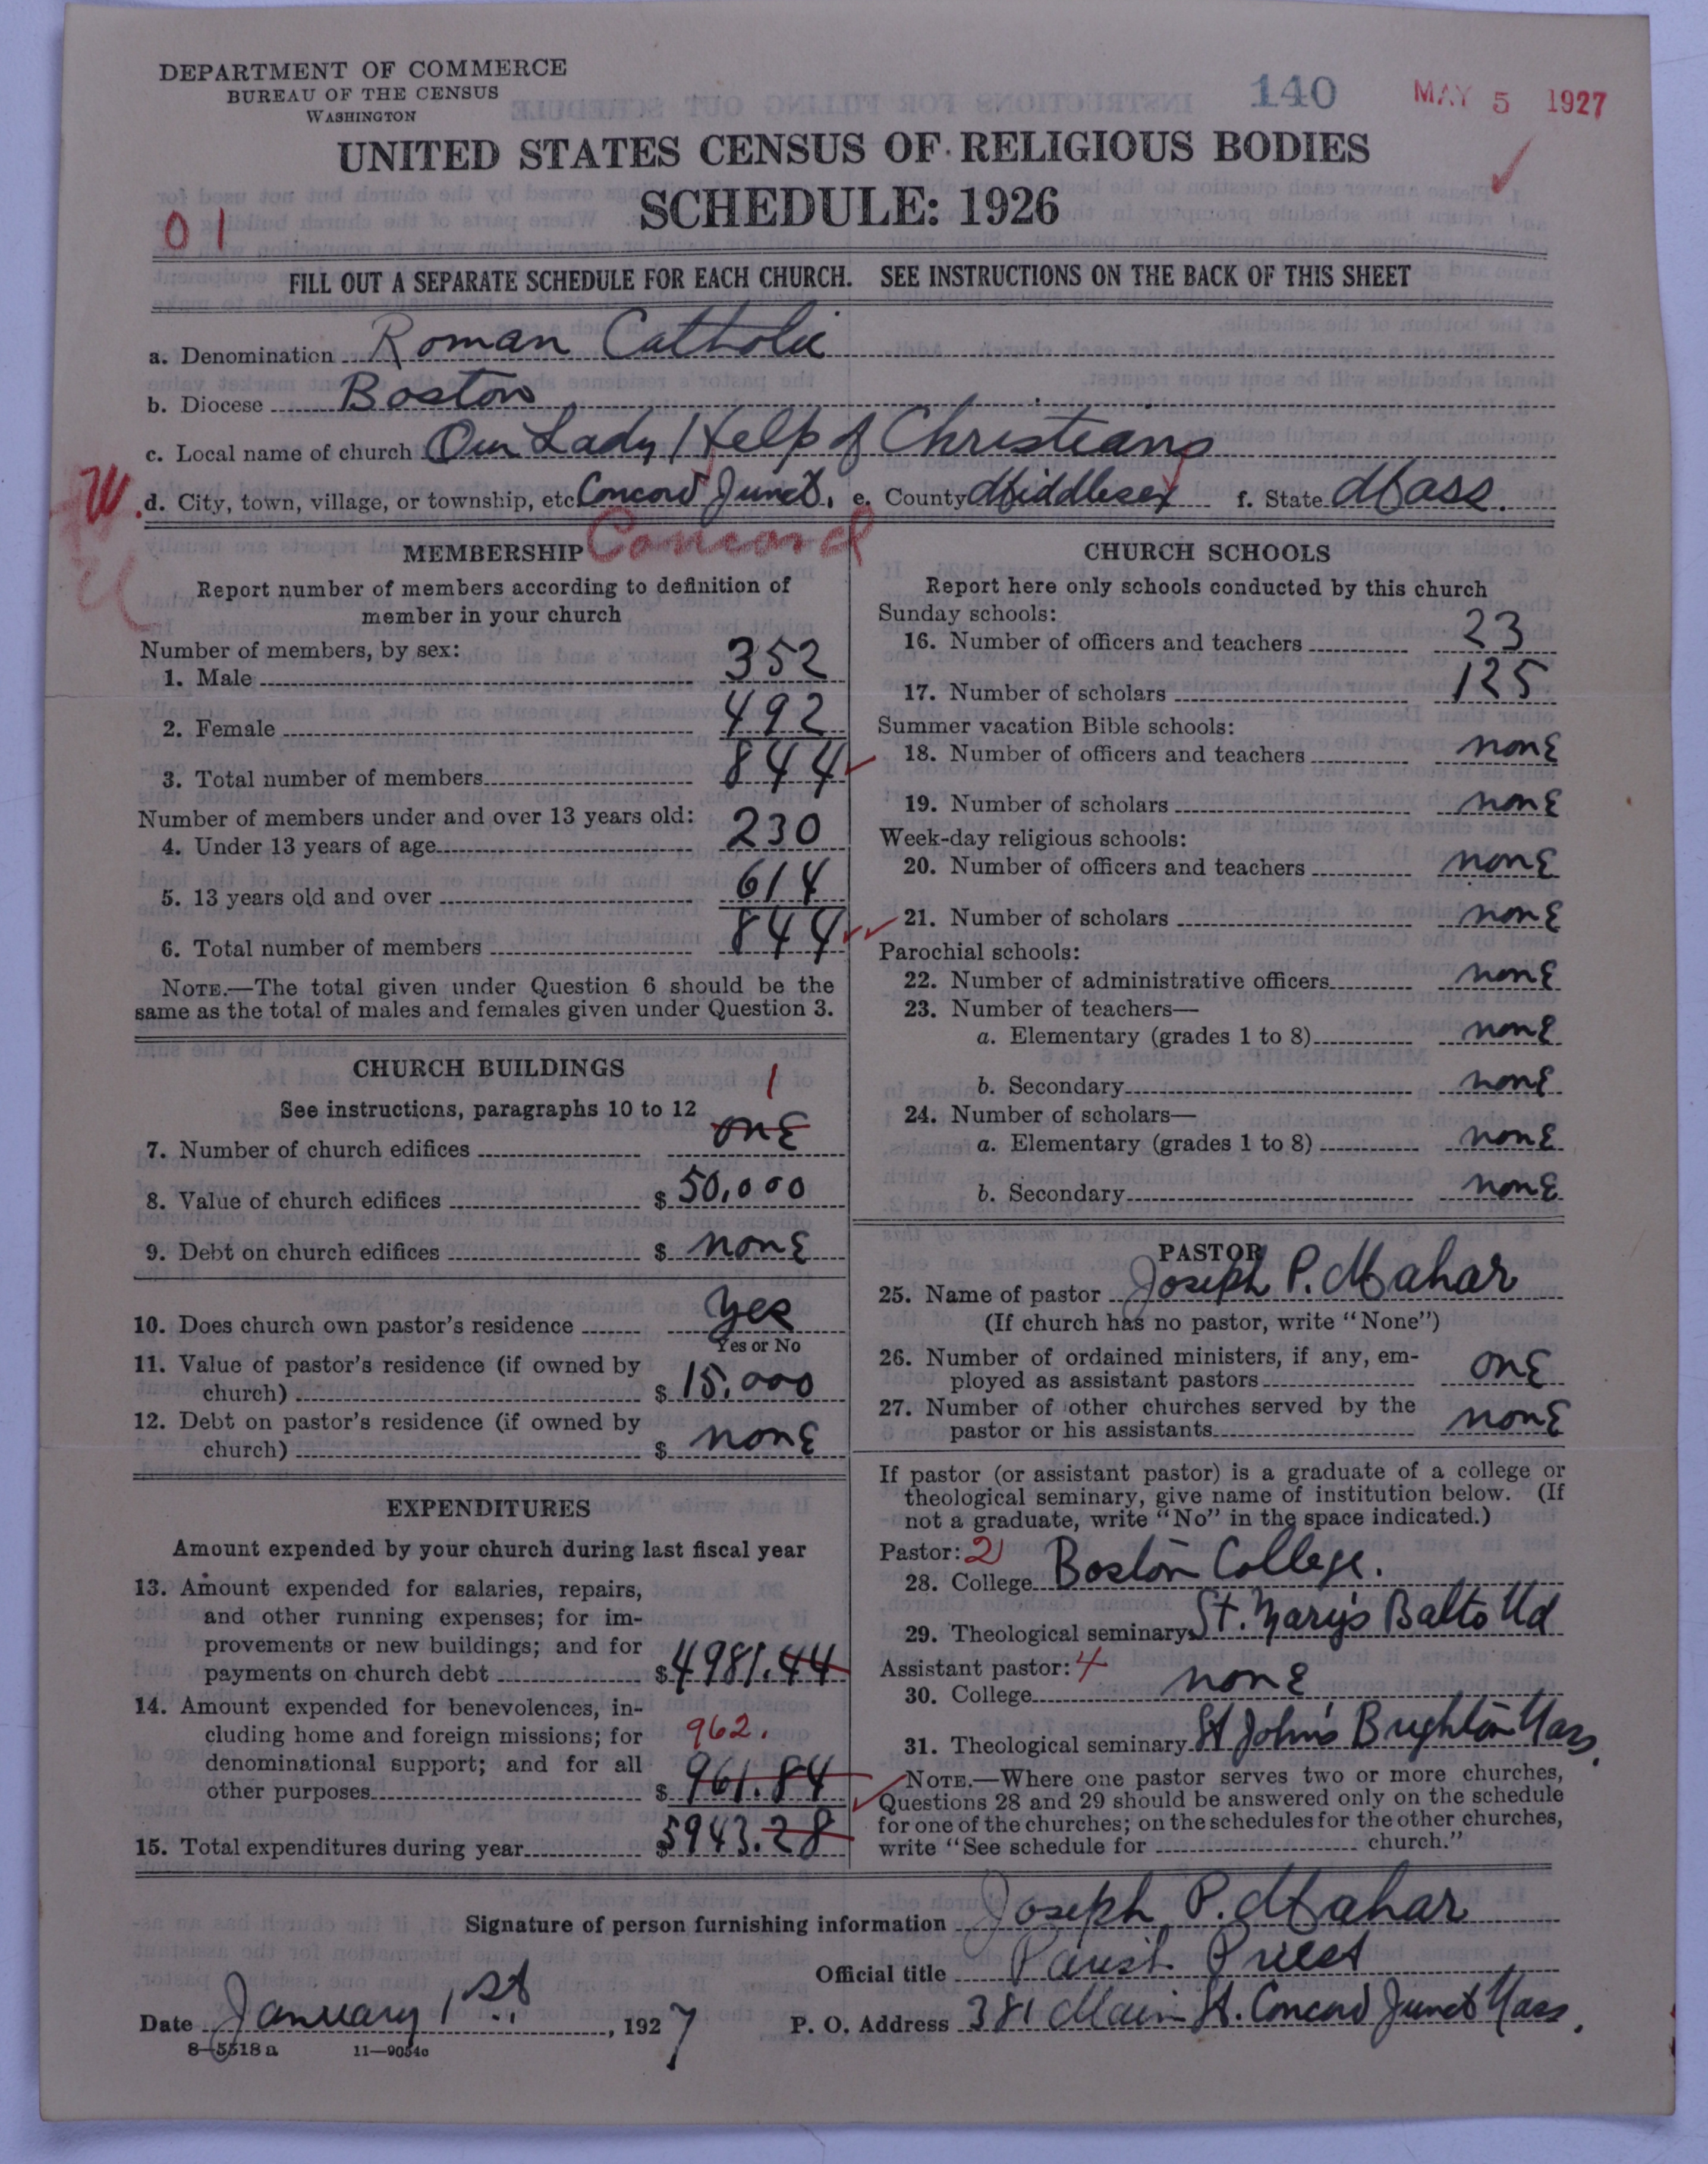 DEPARTMENT OF COMMERCE
BUREAU OF THE CENSUS
WASHINGTON
140 MAY 5 1927
UNITED STATES CENSUS OF RELIGIOUS BODIES
SCHEDULE: 1926
01
FILL OUT A SEPARATE SCHEDULE FOR EACH CHURCH. SEE INSTRUCTIONS ON THE BACK OF THIS SHEET
a. Denomination Roman Catholic
b. Diocese Boston
c. Local name of church Our Lady Help of Christians
d. City, town, village, or township, etc Concord Junct. e. County Middlesex f. State Mass.
W
Concord
U
MEMBERSHIP
Report number of members according to definition of
member in your church
Number of members, by sex:
1. Male 352
2. Female 492
3. Total number of members 844
Number of members under and over 13 years old:
4. Under 13 years of age 230
5. 13 years old and over 614
6. Total number of members 844
NOTE.—The total given under Question 6 should be the
same as the total of males and females given under Question 3.
CHURCH BUILDINGS
See instructions, paragraphs 10 to 12
1
7. Number of church edifices one
8. Value of church edifices $ 50,000
9. Debt on church edifices $ none
10. Does church own pastor's residence yes
Yes or No
11. Value of pastor's residence (if owned by
church) $ 15,000
12. Debt on pastor's residence (if owned by
church) $ none
EXPENDITURES
Amount expended by your church during last fiscal year
13. Amount expended for salaries, repairs,
and other running expenses; for im-
provements or new buildings; and for
payments on church debt $ 4981.44
14. Amount expended for benevolences, in-
cluding home and foreign missions; for 962.
denominational support; and for all
other purposes $ 961.84
15. Total expenditures during year $ 5943.28
CHURCH SCHOOLS
Report here only schools conducted by this church
Sunday schools:
16. Number of officers and teachers 23
17. Number of scholars 125
Summer vacation Bible schools:
18. Number of officers and teachers none
19. Number of scholars none
Week-day religious schools:
20. Number of officers and teachers none
21. Number of scholars none
Parochial schools:
22. Number of administrative officers none
23. Number of teachers—
a. Elementary (grades 1 to 8) none
b. Secondary none
24. Number of scholars—
a. Elementary (grades 1 to 8) none
b. Secondary none
PASTOR
25. Name of pastor Joseph P. Mahar
(If church has no pastor, write "None")
26. Number of ordained ministers, if any, em-
ployed as assistant pastors one
27. Number of other churches served by the
pastor or his assistants none
If pastor (or assistant pastor) is a graduate of a college or
theological seminary, give name of institution below. (If
not a graduate, write "No" in the space indicated.)
Pastor: 2
28. College Boston College.
29. Theological seminary St. Mary's Balto Md
Assistant pastor: 4
30. College none
31. Theological seminary St John's Brighton Mass.
NOTE.—Where one pastor serves two or more churches,
Questions 28 and 29 should be answered only on the schedule
for one of the churches; on the schedules for the other churches,
write "See schedule for church."
Signature of person furnishing information Joseph P. Mahar
Official title Parish Priest
Date January 1st, 1927 P. O. Address 381 Main St. Concord Junct Mass.
8-5518 a 11—9054c